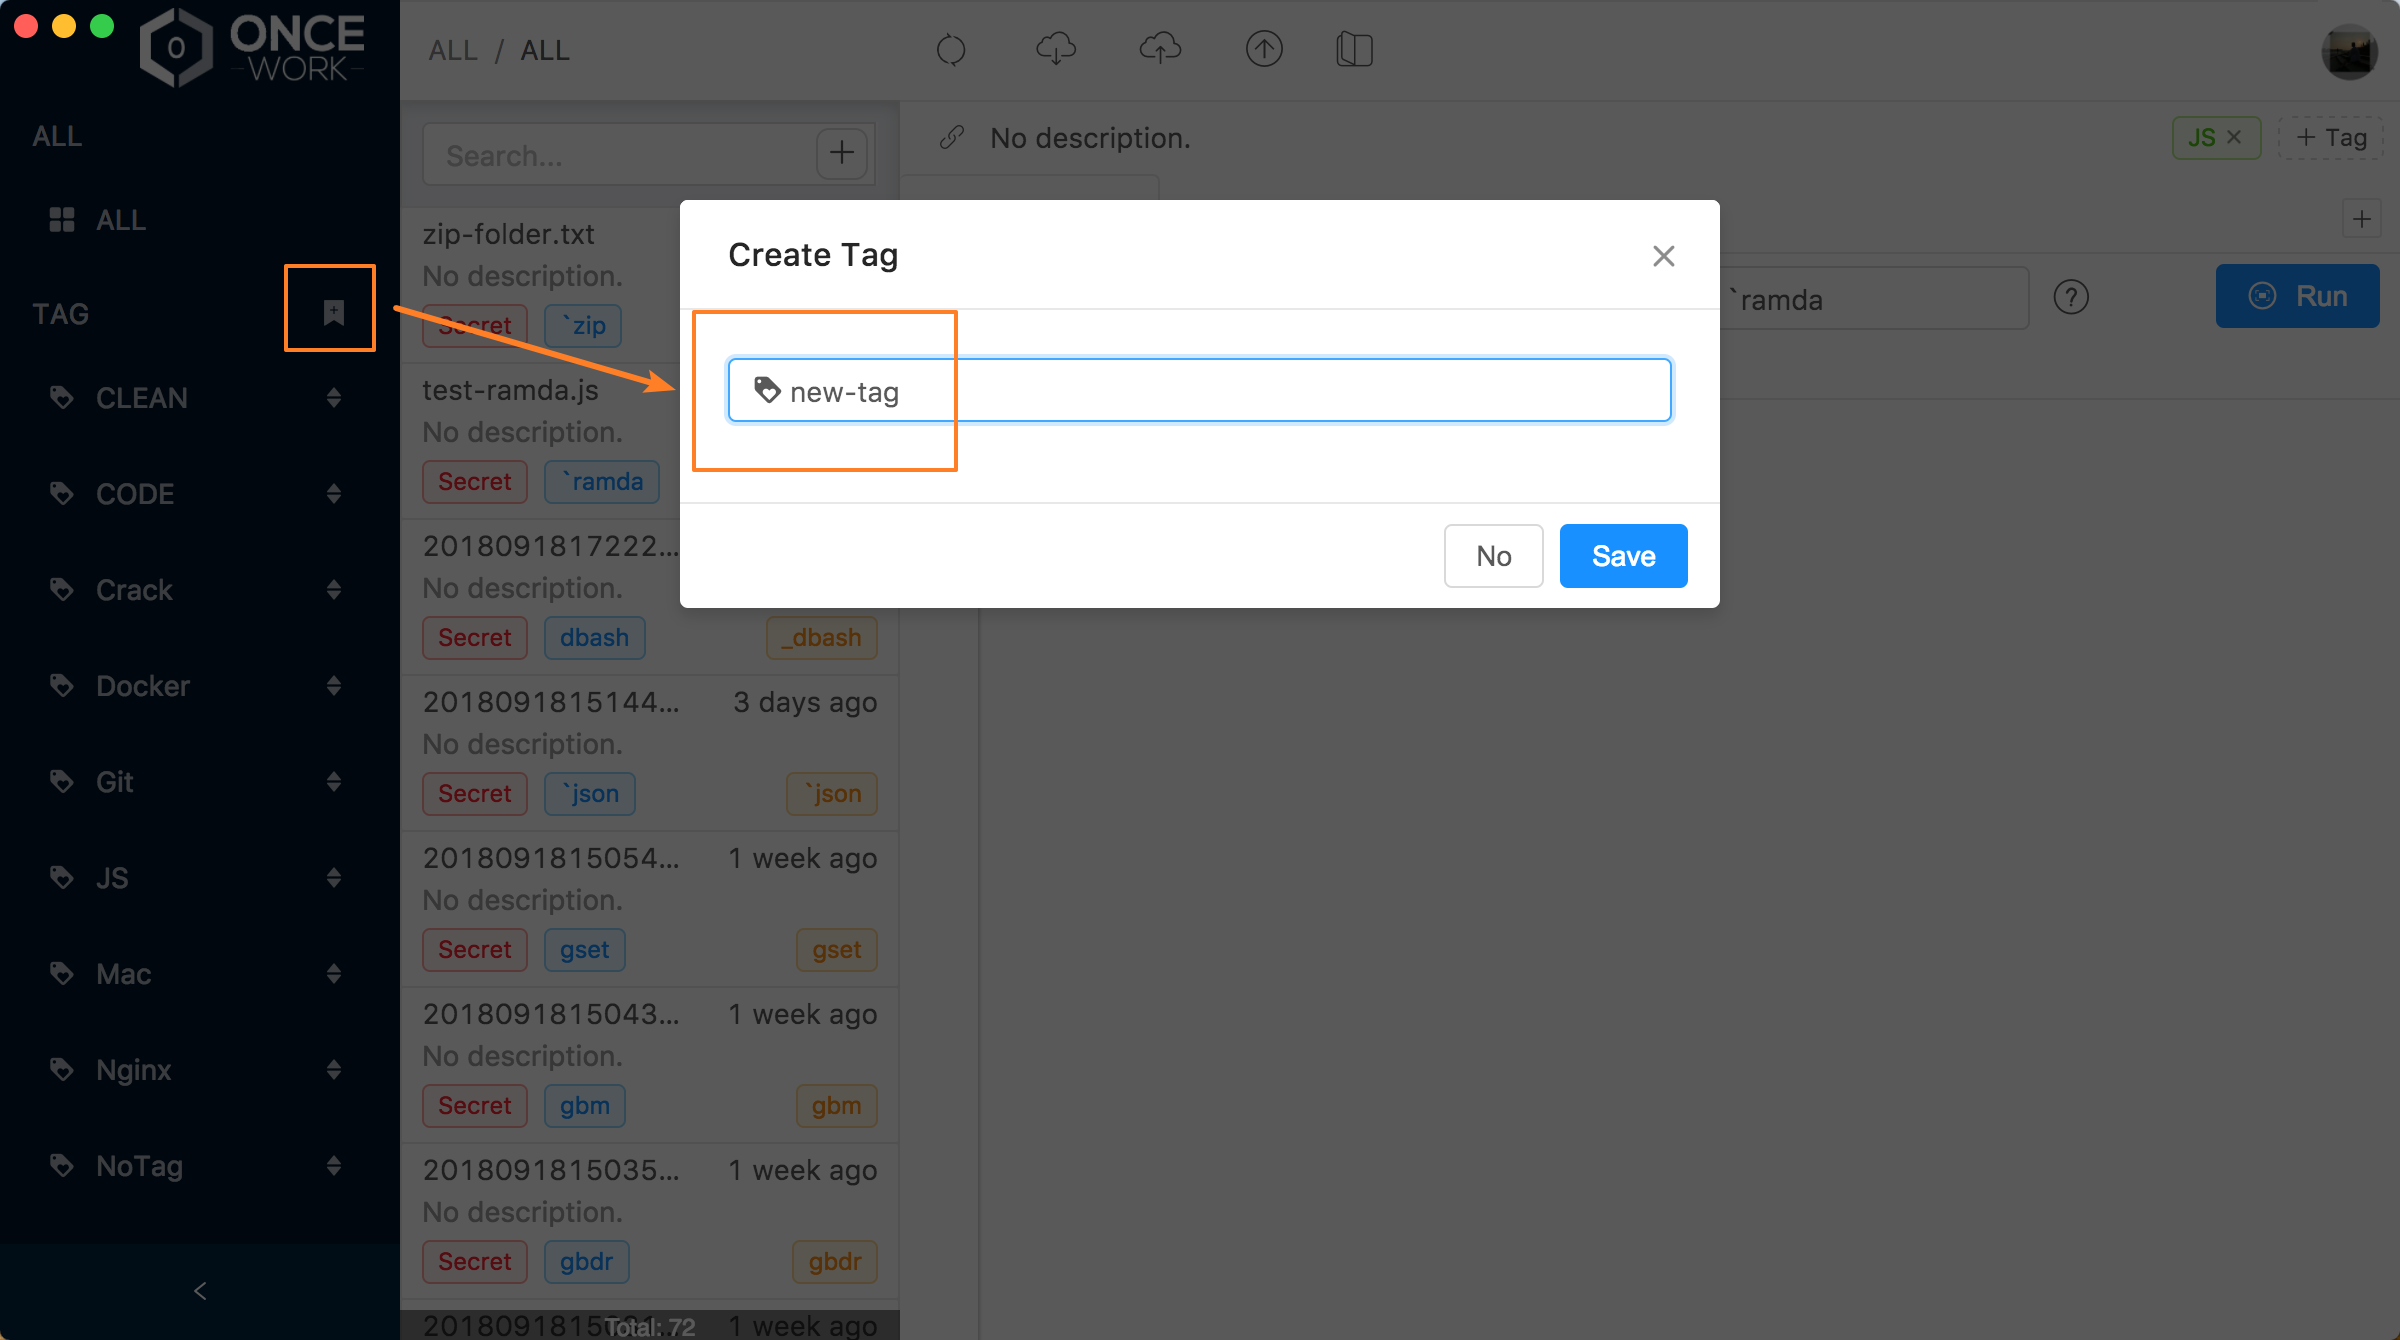 ONCE
WORK
0
ALL
ALL
TAG
CLEAN
CODE
Crack
Docker
Git
JS
Mac
Nginx
NoTag
<
ALL / ALL
Search...
zip-folder.txt
No description.
Secret `zip
test-ramda.js
No description.
Secret `ramda
2018091817222...
No description.
Secret dbash _dbash
2018091815144... 3 days ago
No description.
Secret `json `json
2018091815054... 1 week ago
No description.
Secret gset gset
2018091815043... 1 week ago
No description.
Secret gbm gbm
2018091815035... 1 week ago
No description.
Secret gbdr gbdr
1 week ago
Total: 72
No description.
JS × + Tag
`ramda ? Run
Create Tag
new-tag
No Save